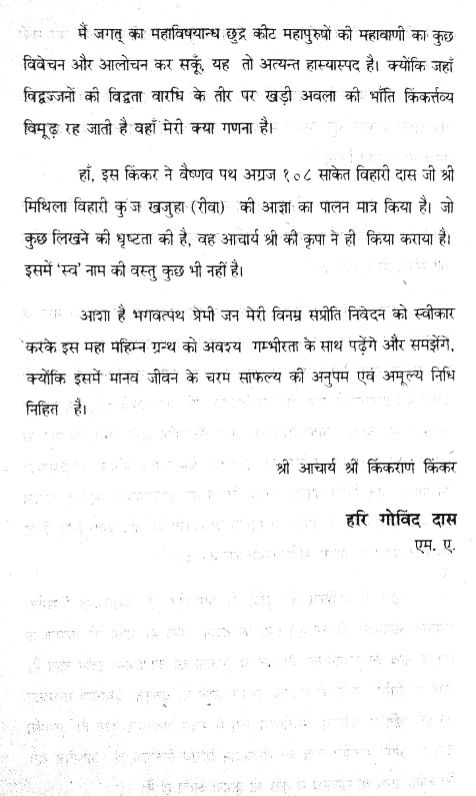 मैं जगत् का महाविषयान्ध छुद्र कीट महापुरुषों की महावाणी का कुछ
विवेचन और आलोचन कर सकूँ, यह तो अत्यन्त हास्यास्पद है। क्योंकि जहाँ
विद्वज्जनों की विद्वता वारधि के तीर पर खड़ी अवला की भाँति किंकर्त्तव्य
विमूढ़ रह जाती है वहाँ मेरी क्या गणना है।
हाँ, इस किंकर ने वैष्णव पथ अग्रज १०८ साकेत विहारी दास जी श्री
मिथिला विहारी कुंज खजुहा (रीवा) की आज्ञा का पालन मात्र किया है। जो
कुछ लिखने की धृष्टता की है, वह आचार्य श्री की कृपा ने ही किया कराया है।
इसमें ‘स्व’ नाम की वस्तु कुछ भी नहीं है।
आशा है भगवत्पंथ प्रेमी जन मेरी विनम्र संप्रीति निवेदन को स्वीकार
करके इस महा महिम्न ग्रन्थ को अवश्य गम्भीरता के साथ पढ़ेंगे और समझेंगे,
क्योंकि इसमें मानव जीवन के चरम साफल्य की अनुपम एवं अमूल्य निधि
निहित है।
श्री आचार्य श्री किंकराणं किंकर
हरि गोविंद दास
एम. ए.